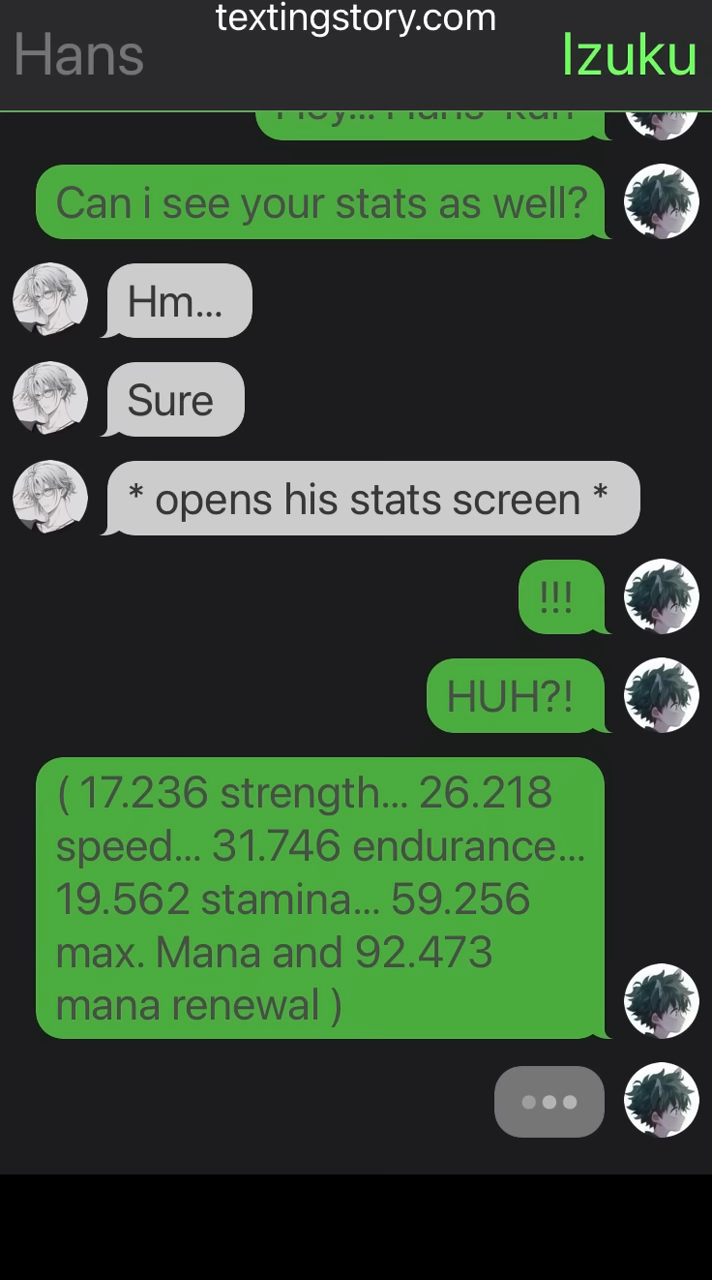 textingstory.com
Hans
Izuku
Can i see your stats as well?
Hm...
Sure
* opens his stats screen *
!!!
HUH?!
( 17.236 strength... 26.218
speed... 31.746 endurance...
19.562 stamina... 59.256
max. Mana and 92.473
mana renewal )